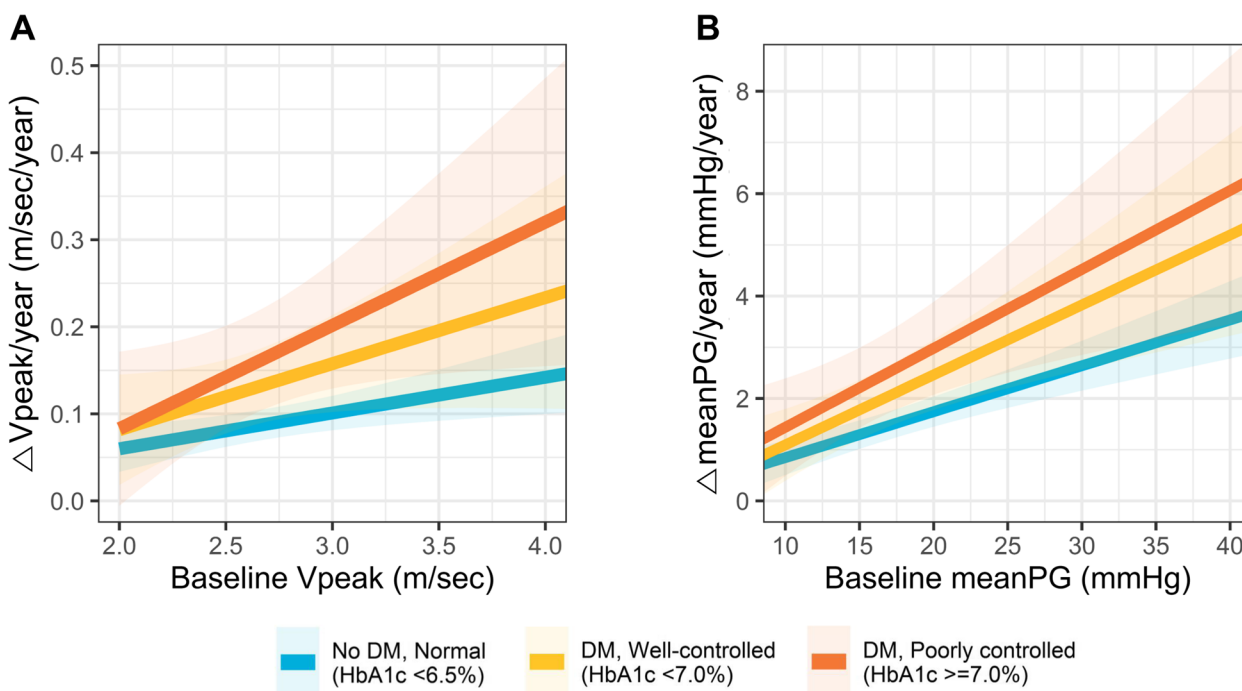 A
△Vpeak/year (m/sec/year)
0.5
0.4
0.3
0.2
0.1
0.0
2.0 2.5 3.0 3.5 4.0
Baseline Vpeak (m/sec)
B
△meanPG/year (mmHg/year)
8
6
4
2
0
10 15 20 25 30 35 40
Baseline meanPG (mmHg)
No DM, Normal
(HbA1c <6.5%)
DM, Well-controlled
(HbA1c <7.0%)
DM, Poorly controlled
(HbA1c >=7.0%)